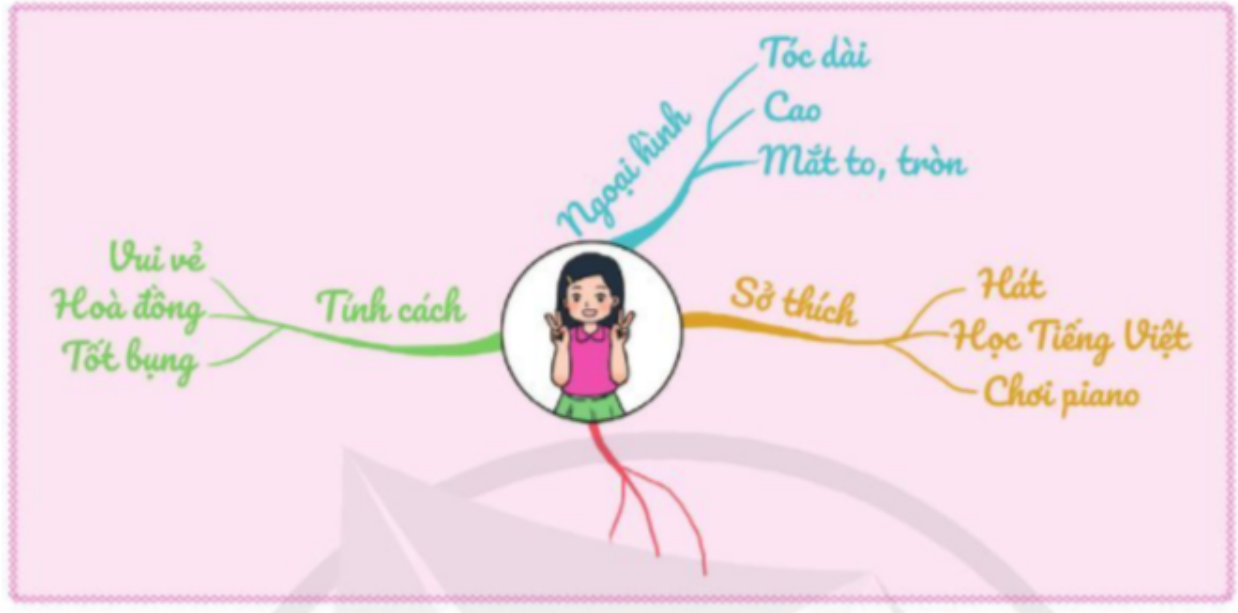 Ngoại hình
Tóc dài
Cao
Mắt to, tròn
Sở thích
Hát
Học Tiếng Việt
Chơi piano
Tính cách
Vui vẻ
Hoà đồng
Tốt bụng